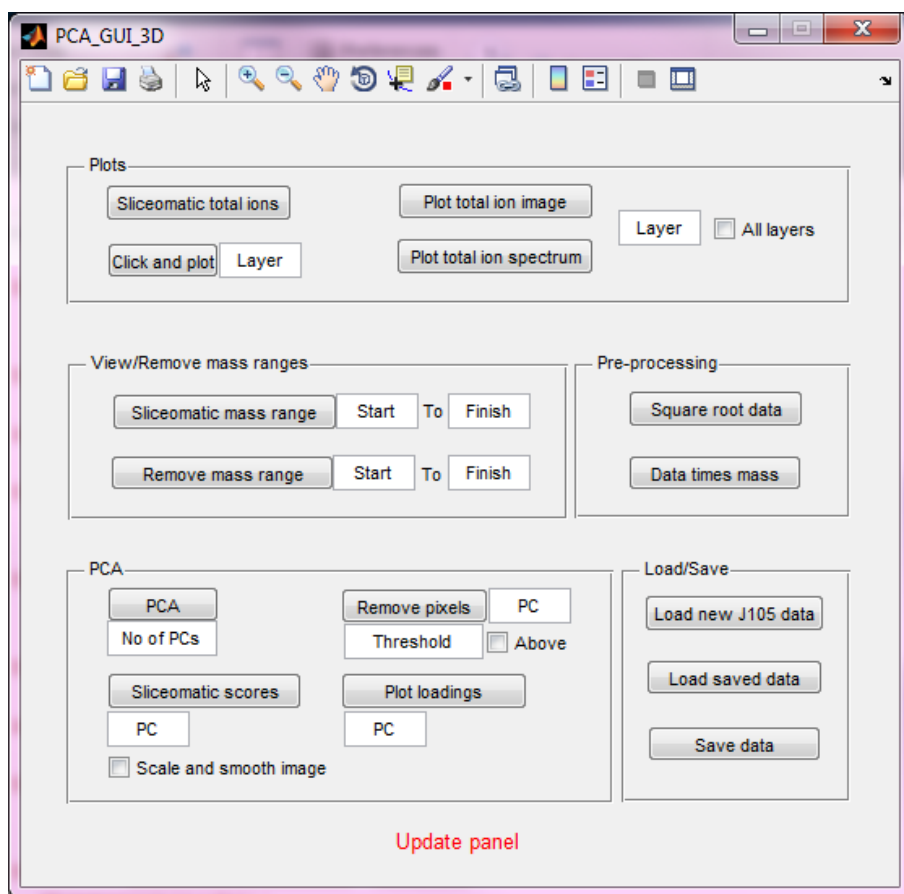 PCA_GUI_3D
Plots
Sliceomatic total ions
Plot total ion image
Layer
All layers
Click and plot
Layer
Plot total ion spectrum
View/Remove mass ranges
Sliceomatic mass range
Start
To
Finish
Remove mass range
Start
To
Finish
Pre-processing
Square root data
Data times mass
PCA
PCA
No of PCs
Remove pixels
PC
Threshold
Above
Sliceomatic scores
PC
Plot loadings
PC
Scale and smooth image
Load/Save
Load new J105 data
Load saved data
Save data
Update panel